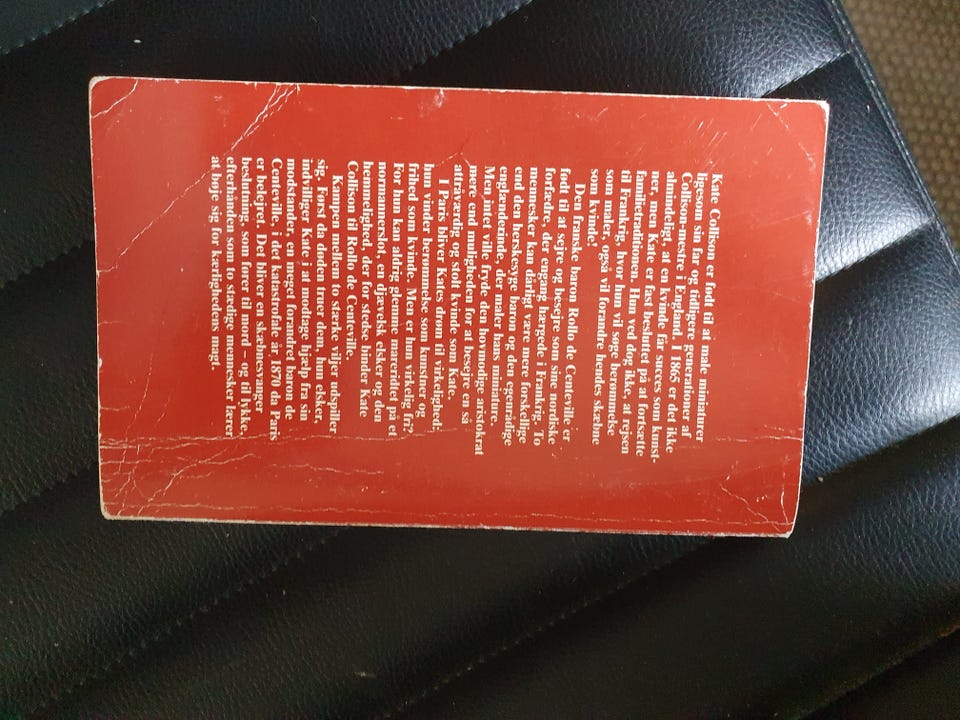 Kate Collison er født til at male miniaturer
ligesom sin far og tidligere generationer af
Collison-mestre i England. I 1865 er det ikke
almindeligt, at en kvinde får succes som kunst-
ner, men Kate er fast besluttet på at fortsætte
familietraditionen. Hun ved dog ikke, at rejsen
til Frankrig, hvor hun vil søge berømmelse
som maler, også vil forandre hendes skæbne
som kvinde!
Den franske baron Rollo de Centeville er
født til at sejre og besejre som sine nordiske
forfædre, der engang hærgede i Frankrig. To
mennesker kan dårligt være mere forskellige
end den herskesyge baron og den egenrådige
englænderinde, der maler hans miniature.
Men intet ville fryde den hovmodige aristokrat
mere end muligheden for at besejre en så
attråværdig og stolt kvinde som Kate.
I Paris bliver Kates drøm til virkelighed:
hun vinder berømmelse som kunstner og
frihed som kvinde. Men er hun virkelig fri?
For hun kan aldrig glemme mareridtet på et
normannerslot, en djævelsk elsker og den
hemmelighed, der for stedse binder Kate
Collison til Rollo de Centeville.
Kampen mellem to stærke viljer udspiller
sig. Først da døden truer dem, hun elsker,
indvilliger Kate i at modtage hjælp fra sin
modstander, en meget forandret baron de
Centeville, i det katastrofale år 1870 da Paris
er belejret. Det bliver en skæbnesvanger
beslutning, som fører til mord – og til lykke,
efterhånden som to stædige mennesker lærer
at bøje sig for kærlighedens magt.